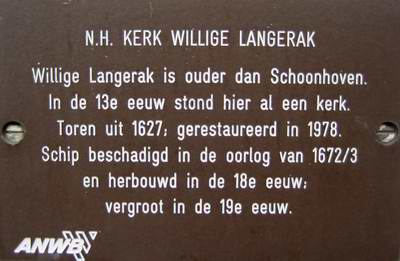 N.H. KERK WILLIGE LANGERAK
Willige Langerak is ouder dan Schoonhoven.
In de 13e eeuw stond hier al een kerk.
Toren uit 1627; gerestaureerd in 1978.
Schip beschadigd in de oorlog van 1672/3
en herbouwd in de 18e eeuw;
vergroot in de 19e eeuw.
ANWB